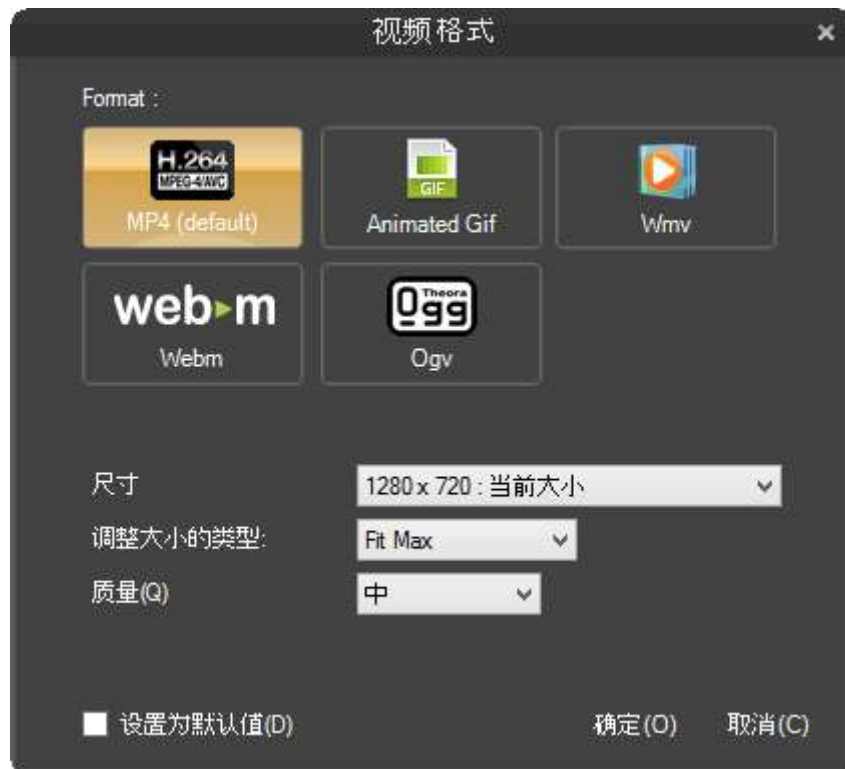 视频格式
Format :
H.264
MPEG-4/AVC
MP4 (default)
GIF
Animated Gif
Wmv
web m
Webm
Theora
Ogg
Ogv
尺寸
1280 x 720 : 当前大小
调整大小的类型:
Fit Max
质量(Q)
中
设置为默认值(D)
确定(O)
取消(C)